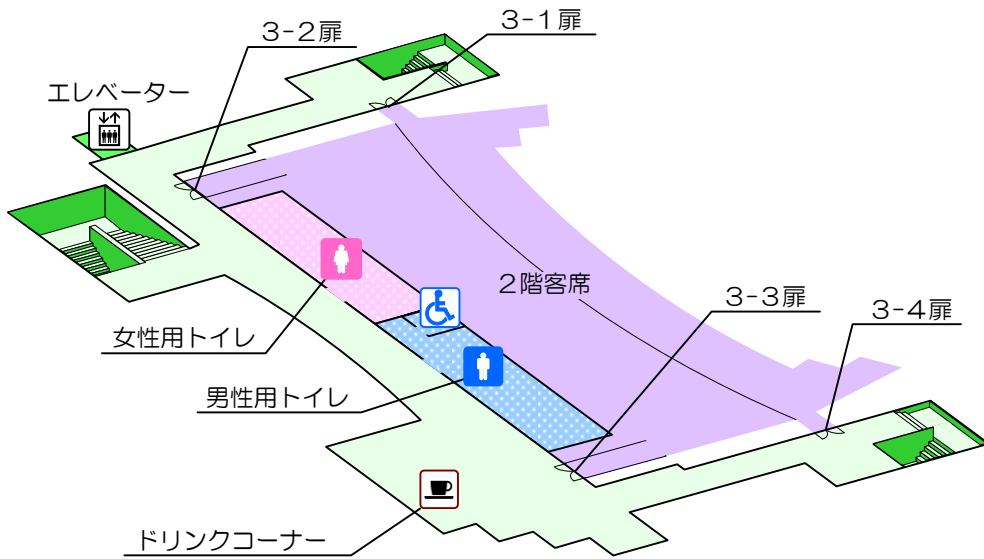 3-1扉
3-2扉
エレベーター
2階客席
3-3扉
3-4扉
女性用トイレ
男性用トイレ
ドリンクコーナー